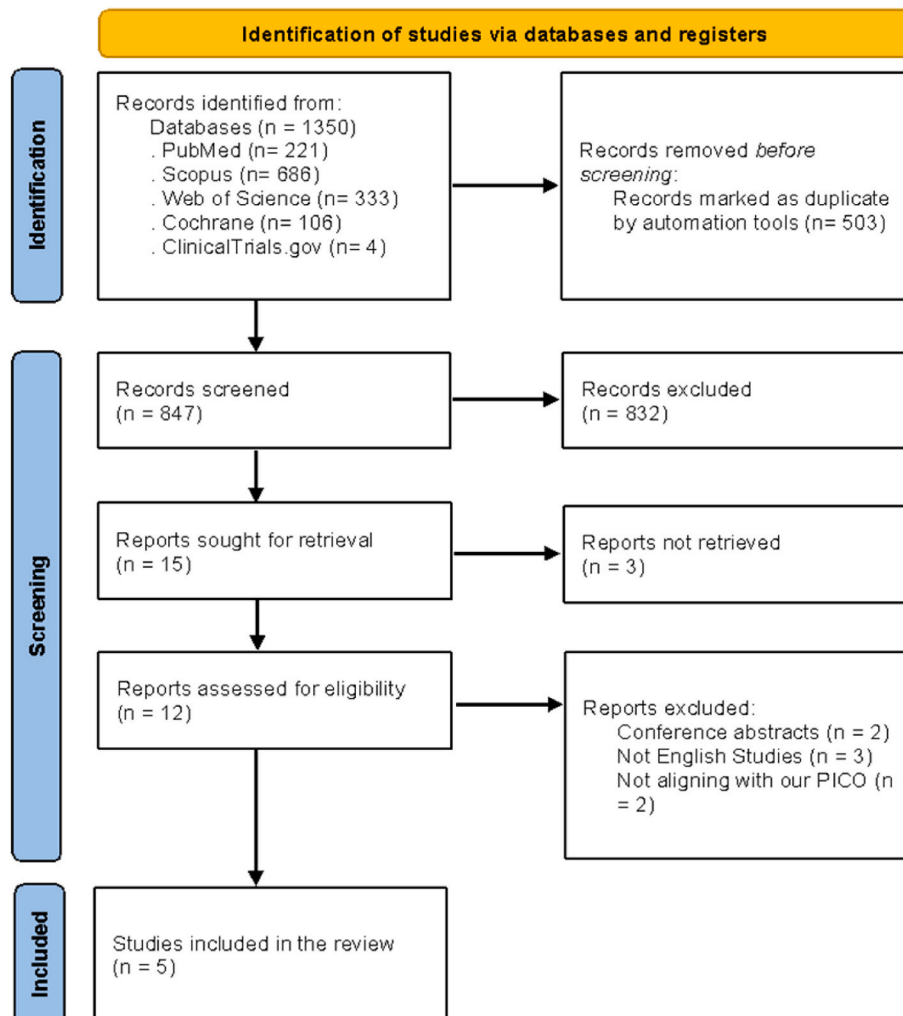 Identification of studies via databases and registers
Identification
Records identified from:
Databases (n = 1350)
. PubMed (n= 221)
. Scopus (n= 686)
. Web of Science (n= 333)
. Cochrane (n= 106)
. ClinicalTrials.gov (n= 4)
Records removed before
screening:
Records marked as duplicate
by automation tools (n= 503)
Screening
Records screened
(n = 847)
Records excluded
(n = 832)
Reports sought for retrieval
(n = 15)
Reports not retrieved
(n = 3)
Reports assessed for eligibility
(n = 12)
Reports excluded:
Conference abstracts (n = 2)
Not English Studies (n = 3)
Not aligning with our PICO (n
= 2)
Included
Studies included in the review
(n = 5)